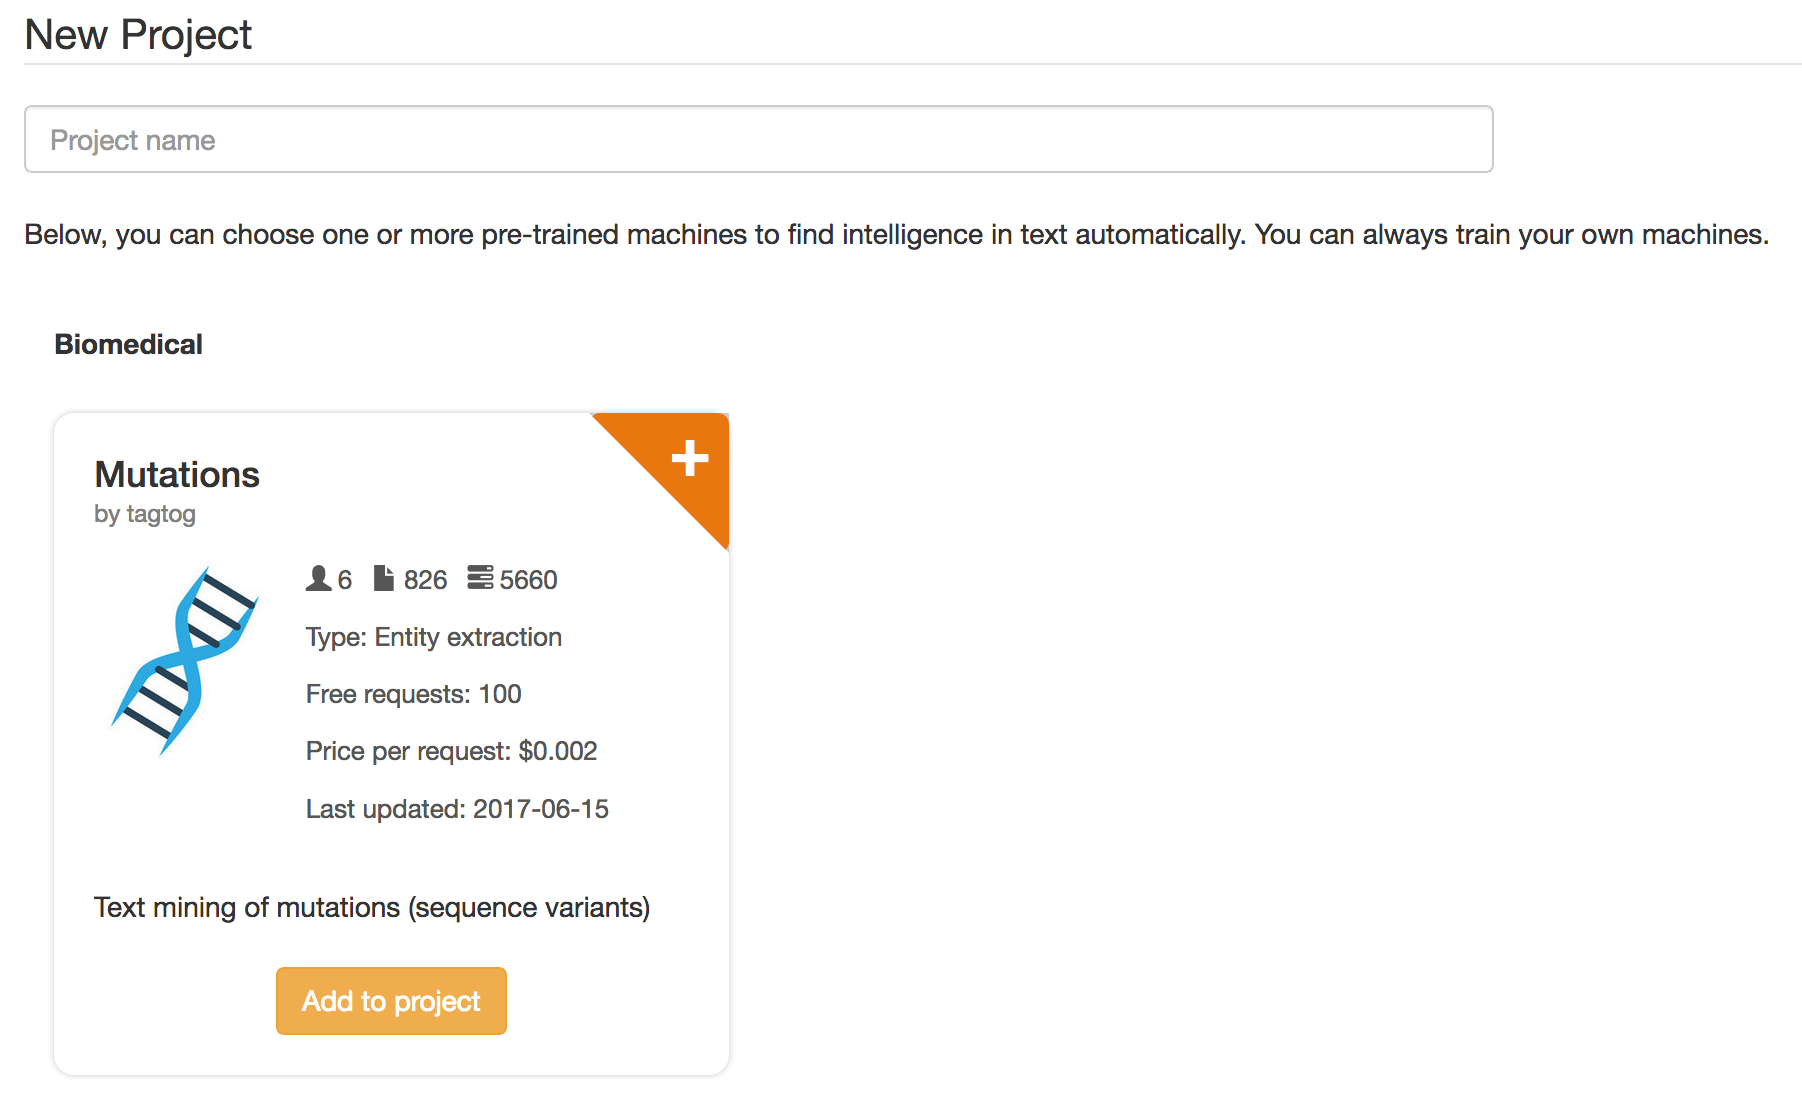 New Project
Project name
Below, you can choose one or more pre-trained machines to find intelligence in text automatically. You can always train your own machines.
Biomedical
Mutations
by tagtog
6 826 5660
Type: Entity extraction
Free requests: 100
Price per request: $0.002
Last updated: 2017-06-15
Text mining of mutations (sequence variants)
Add to project